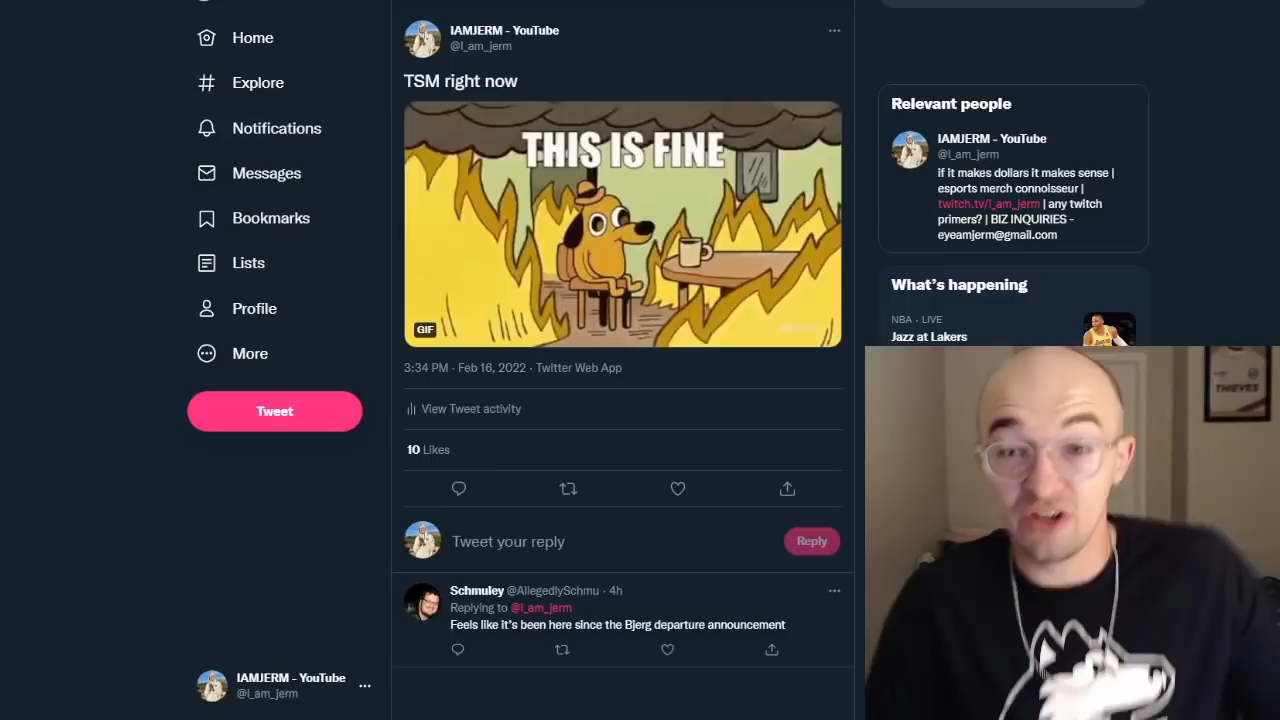 Home
Explore
Notifications
Messages
Bookmarks
Lists
Profile
More
Tweet
IAMJERM - YouTube
@I_am_jerm
IAMJERM - YouTube
@I_am_jerm
TSM right now
THIS IS FINE
GIF
3:34 PM · Feb 16, 2022 · Twitter Web App
View Tweet activity
10 Likes
Tweet your reply
Reply
Schmuley @AllegedlySchmu · 4h
Replying to @I_am_jerm
Feels like it's been here since the Bjerg departure announcement
Relevant people
IAMJERM - YouTube
@I_am_jerm
if it makes dollars it makes sense |
esports merch connoisseur |
twitch.tv/i_am_jerm | any twitch
primers? | BIZ INQUIRIES -
eyeamjerm@gmail.com
What's happening
NBA · LIVE
Jazz at Lakers
THIEVES